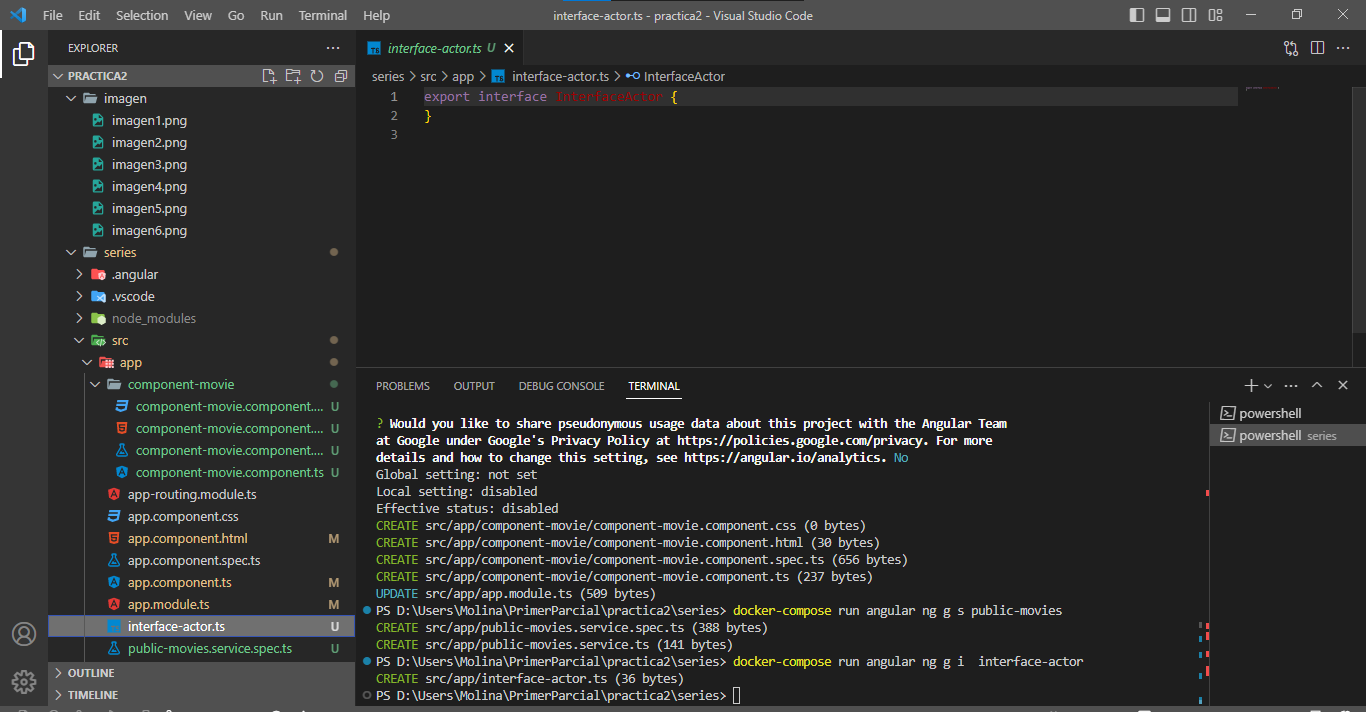 File Edit Selection View Go Run Terminal Help
interface-actor.ts - practica2 - Visual Studio Code
EXPLORER
PRACTICA2
imagen
imagen1.png
imagen2.png
imagen3.png
imagen4.png
imagen5.png
imagen6.png
series
.angular
.vscode
node_modules
src
app
component-movie
component-movie.component.... U
component-movie.component.... U
component-movie.component.... U
component-movie.component.ts U
app-routing.module.ts
app.component.css
app.component.html M
app.component.spec.ts
app.component.ts M
app.module.ts M
interface-actor.ts U
public-movies.service.spec.ts U
OUTLINE
TIMELINE
interface-actor.ts U
series > src > app > interface-actor.ts > InterfaceActor
1 export interface InterfaceActor {
2 }
3
PROBLEMS OUTPUT DEBUG CONSOLE TERMINAL
? Would you like to share pseudonymous usage data about this project with the Angular Team
at Google under Google's Privacy Policy at https://policies.google.com/privacy. For more
details and how to change this setting, see https://angular.io/analytics. No
Global setting: not set
Local setting: disabled
Effective status: disabled
CREATE src/app/component-movie/component-movie.component.css (0 bytes)
CREATE src/app/component-movie/component-movie.component.html (30 bytes)
CREATE src/app/component-movie/component-movie.component.spec.ts (656 bytes)
CREATE src/app/component-movie/component-movie.component.ts (237 bytes)
UPDATE src/app/app.module.ts (509 bytes)
PS D:\Users\Molina\PrimerParcial\practica2\series> docker-compose run angular ng g s public-movies
CREATE src/app/public-movies.service.spec.ts (388 bytes)
CREATE src/app/public-movies.service.ts (141 bytes)
PS D:\Users\Molina\PrimerParcial\practica2\series> docker-compose run angular ng g i  interface-actor
CREATE src/app/interface-actor.ts (36 bytes)
PS D:\Users\Molina\PrimerParcial\practica2\series>
powershell
powershell series